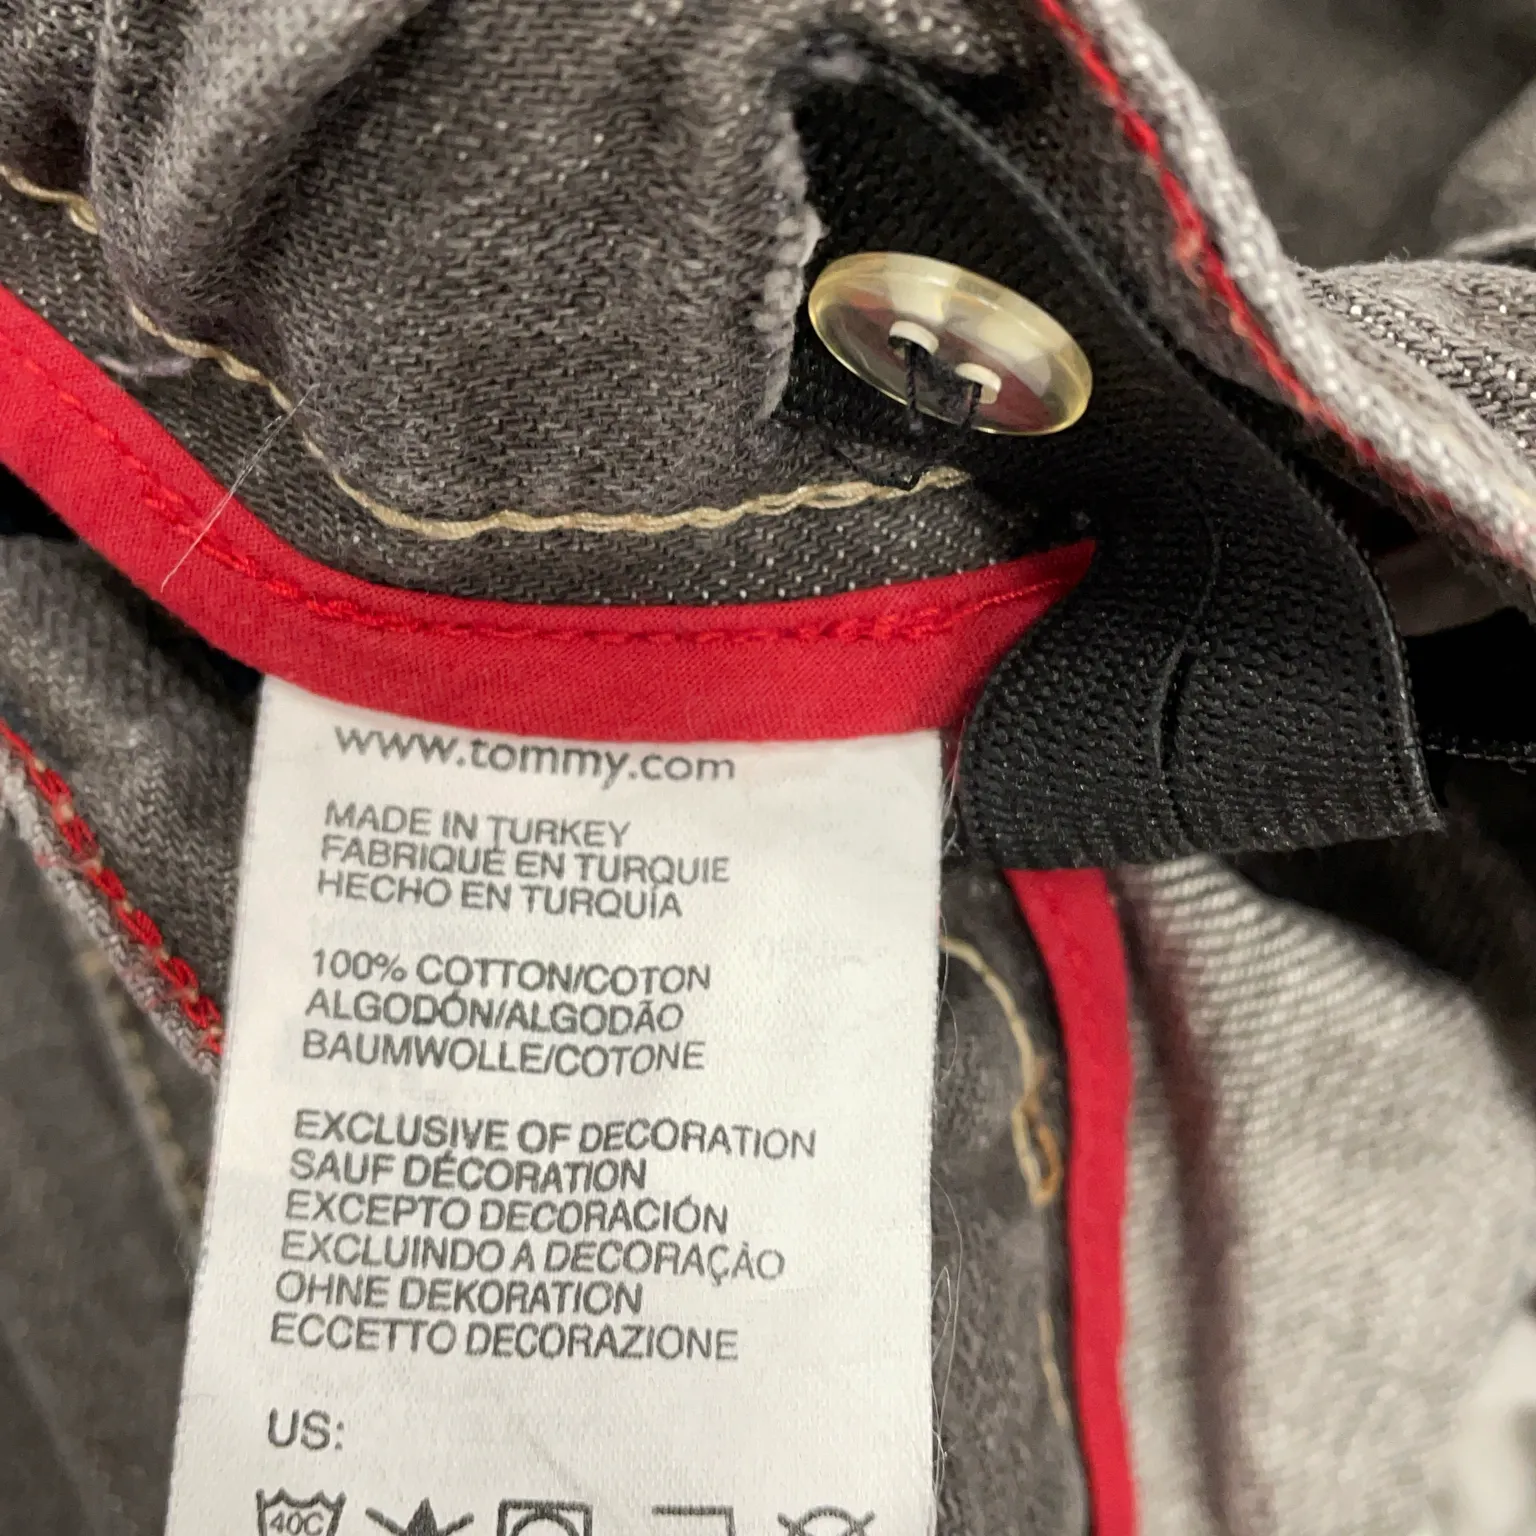 www.tommy.com
MADE IN TURKEY
FABRIQUÉ EN TURQUIE
HECHO EN TURQUÍA
100% COTTON/COTON
ALGODÓN/ALGODÃO
BAUMWOLLE/COTONE
EXCLUSIVE OF DECORATION
SAUF DÉCORATION
EXCEPTO DECORACIÓN
EXCLUINDO A DECORAÇÃO
OHNE DEKORATION
ECCETTO DECORAZIONE
US:
40C